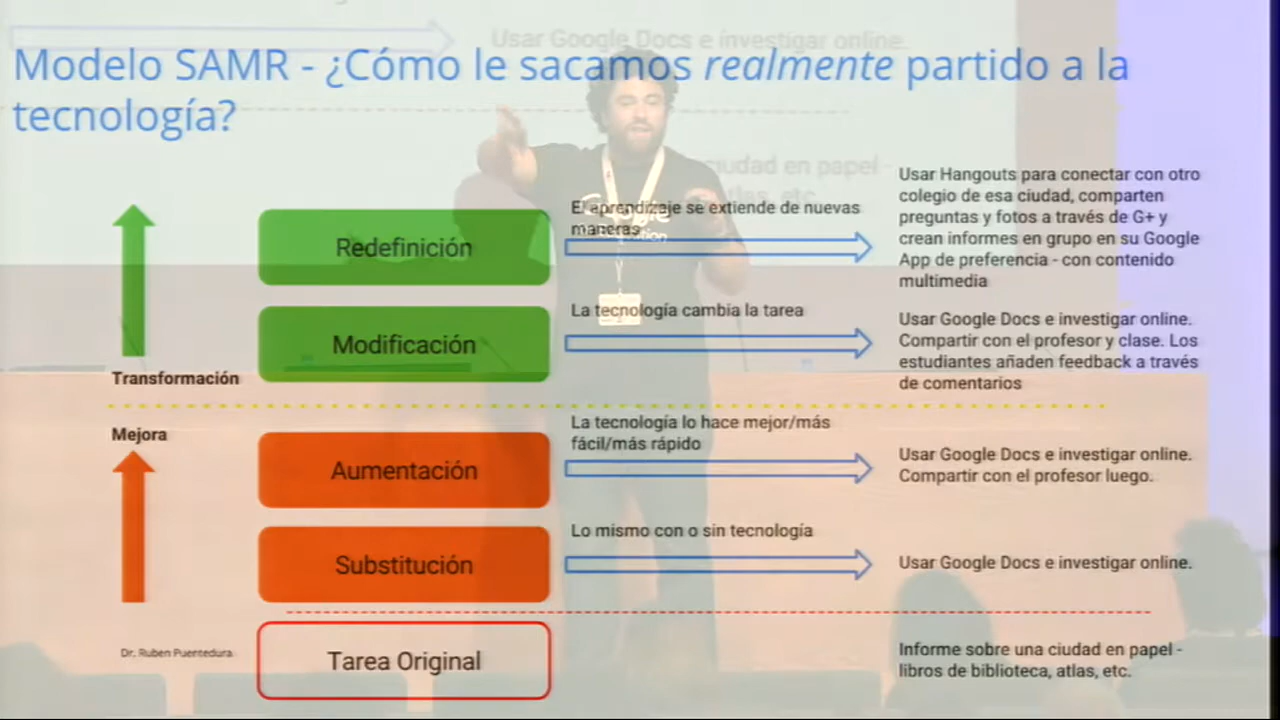 Usar Google Docs e investigar online.
Modelo SAMR - ¿Cómo le sacamos realmente partido a la
tecnología?
ciudad en papel -
atlas, etc.
Redefinición
El aprendizaje se extiende de nuevas
maneras
Usar Hangouts para conectar con otro
colegio de esa ciudad, comparten
preguntas y fotos a través de G+ y
crean informes en grupo en su Google
App de preferencia - con contenido
multimedia
Modificación
La tecnología cambia la tarea
Usar Google Docs e investigar online.
Compartir con el profesor y clase. Los
estudiantes añaden feedback a través
de comentarios
Transformación
Mejora
Aumentación
La tecnología lo hace mejor/más
fácil/más rápido
Usar Google Docs e investigar online.
Compartir con el profesor luego.
Substitución
Lo mismo con o sin tecnología
Usar Google Docs e investigar online.
Dr. Ruben Puentedura
Tarea Original
Informe sobre una ciudad en papel -
libros de biblioteca, atlas, etc.